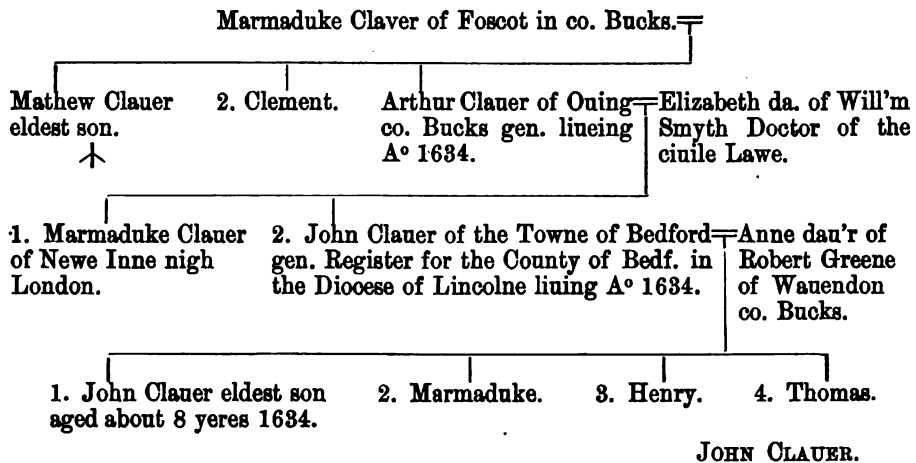 Marmaduke Claver of Foscot in co. Bucks.
Mathew Clauer
eldest son.
2. Clement.
Arthur Clauer of Ouing
co. Bucks gen. liueing
Aº 1634.
Elizabeth da. of Will'm
Smyth Doctor of the
ciuile Lawe.
1. Marmaduke Clauer
of Newe Inne nigh
London.
2. John Clauer of the Towne of Bedford
gen. Register for the County of Bedf. in
the Diocese of Lincolne liuing Aº 1634.
Anne dau'r of
Robert Greene
of Wauendon
co. Bucks.
1. John Clauer eldest son
aged about 8 yeres 1634.
2. Marmaduke.
3. Henry.
4. Thomas.
JOHN CLAUER.